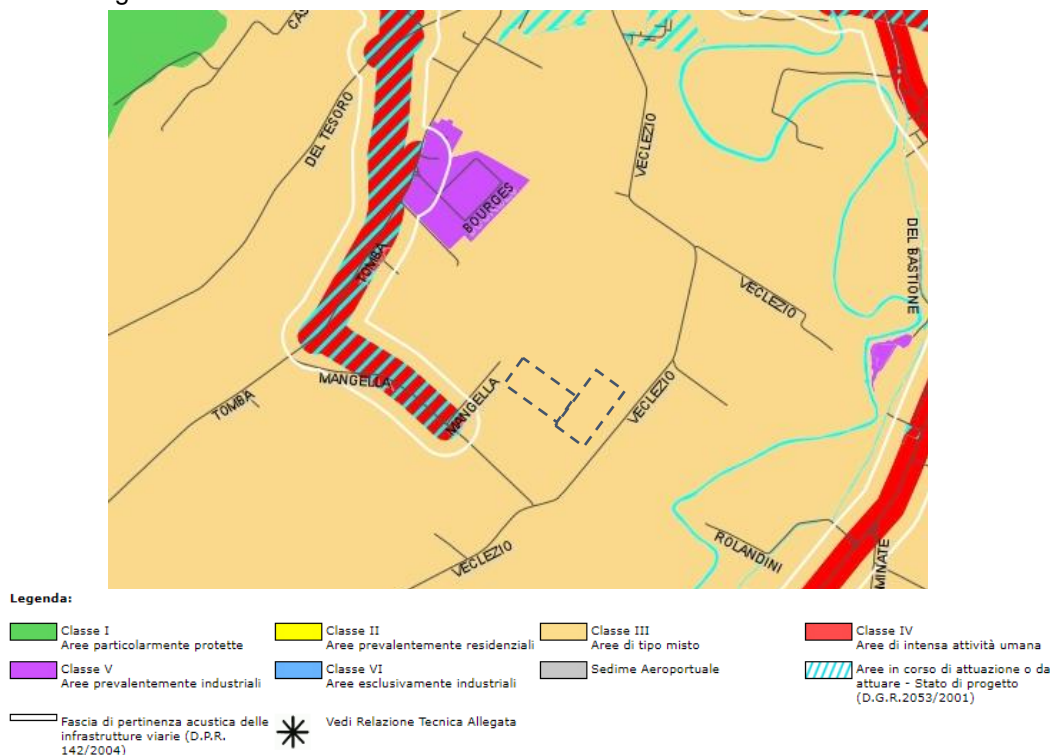 g
CAS
DEL TESORO
VECLEZIO
BOURGES
TOMBA
DEL BASTIONE
VECLEZIO
MANGELLA
MANGELLA
TOMBA
VECLEZIO
ROLANDINI
MINATE
VECLEZIO
Legenda:
Classe I
Aree particolarmente protette
Classe II
Aree prevalentemente residenziali
Classe III
Aree di tipo misto
Classe IV
Aree di intensa attività umana
Classe V
Aree prevalentemente industriali
Classe VI
Aree esclusivamente industriali
Sedime Aeroportuale
Aree in corso di attuazione o da
attuare - Stato di progetto
(D.G.R.2053/2001)
Fascia di pertinenza acustica delle
infrastrutture viarie (D.P.R.
142/2004)
Vedi Relazione Tecnica Allegata